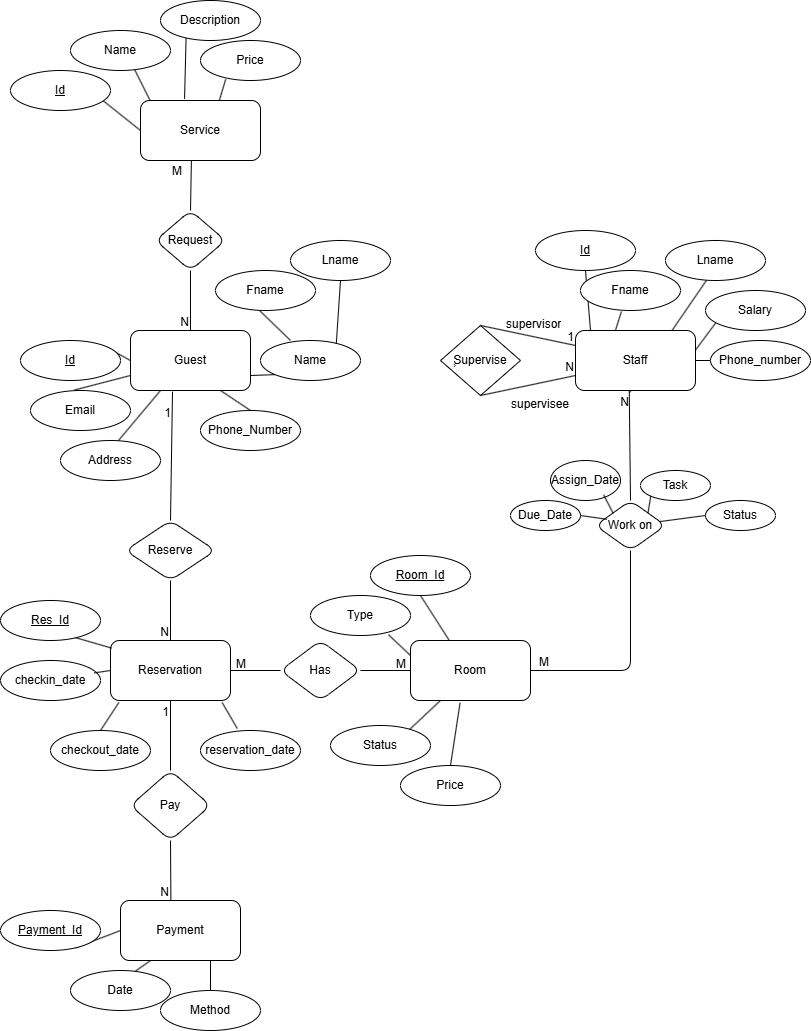 Description
Name
Price
Id
Service
M
Request
Lname
Id
Lname
Fname
Fname
Salary
supervisor
N
1
Id
Guest
Name
Supervise
Staff
Phone_number
N
Email
supervisee
N
1
Phone_Number
Address
Assign_Date
Task
Due_Date
Work on
Status
Reserve
Room_Id
Type
Res_Id
N
Reservation
M
Has
M
Room
M
checkin_date
1
checkout_date
reservation_date
Status
Price
Pay
N
Payment_Id
Payment
Date
Method